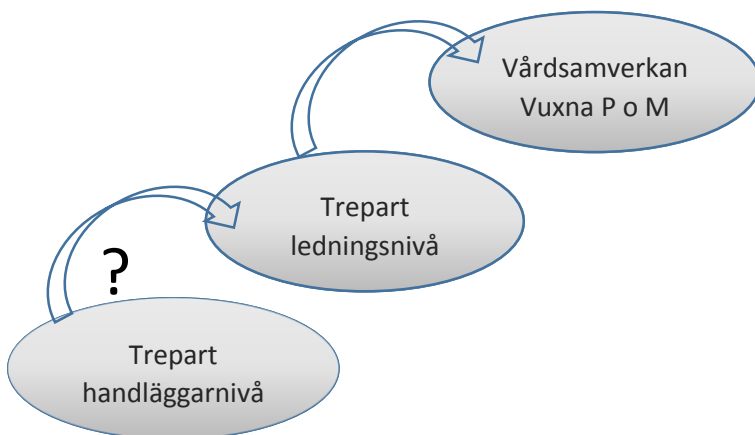 Vårdsamverkan
Vuxna P o M
Trepart
ledningsnivå
?
Trepart
handläggarnivå